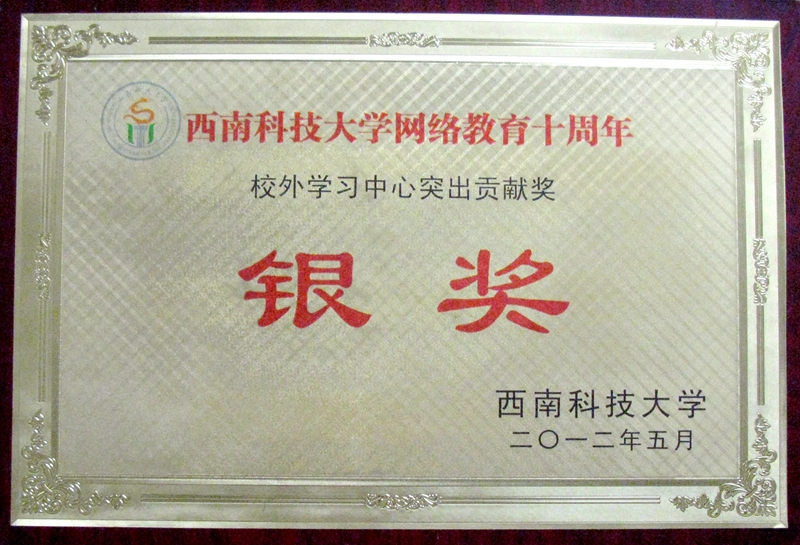 西南科技大学网络教育十周年
校外学习中心突出贡献奖
银奖
西南科技大学
二〇一二年五月